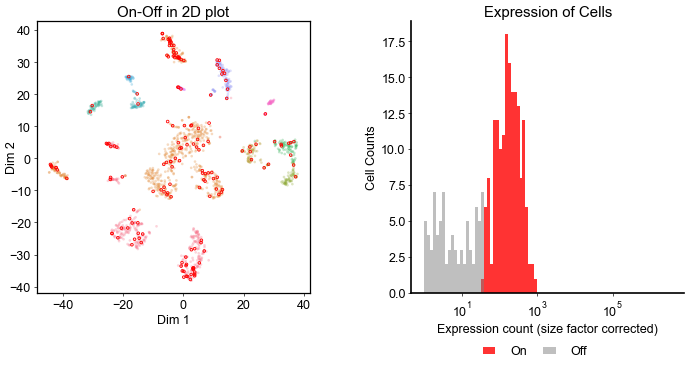 On-Off in 2D plot
40
30
20
10
0
−10
−20
−30
−40
Dim 2
−40 −20 0 20 40
Dim 1
Expression of Cells
17.5
15.0
12.5
10.0
7.5
5.0
2.5
0.0
Cell Counts
10^1 10^3 10^5
Expression count (size factor corrected)
On Off